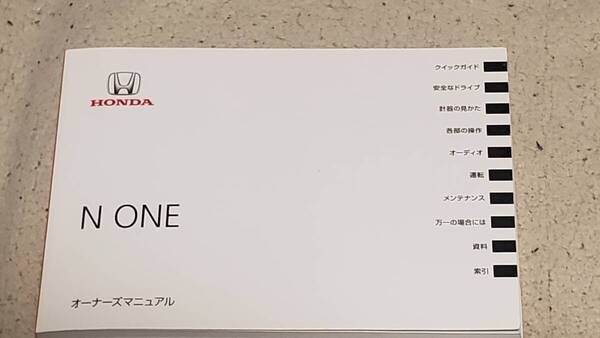 HONDA
N ONE
オーナーズマニュアル
クイックガイド
安全なドライブ
計器の見かた
各部の操作
オーディオ
運転
メンテナンス
万一の場合には
資料
索引